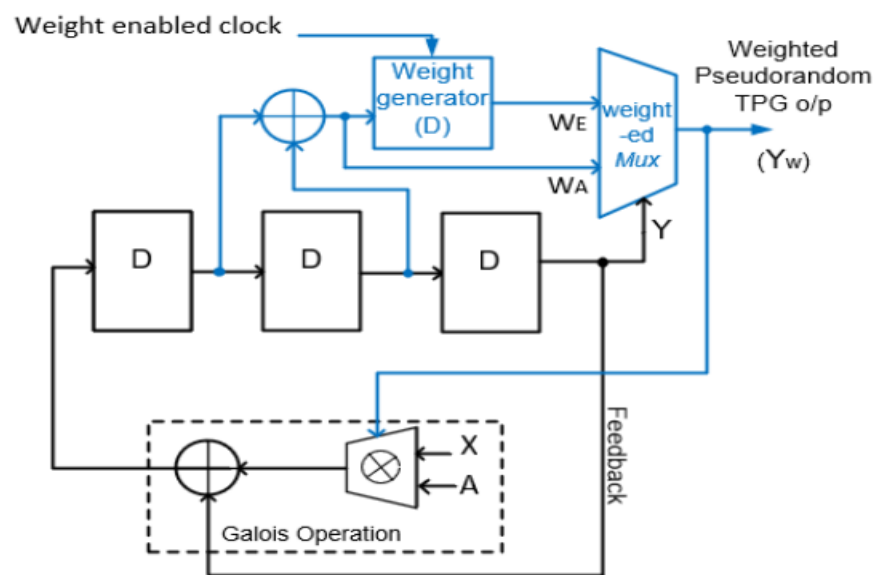 Weight enabled clock
Weight
generator
(D)
WE
WA
weight
-ed
Mux
Weighted
Pseudorandom
TPG o/p
(Yw)
Y
D
D
D
Feedback
X
A
Galois Operation